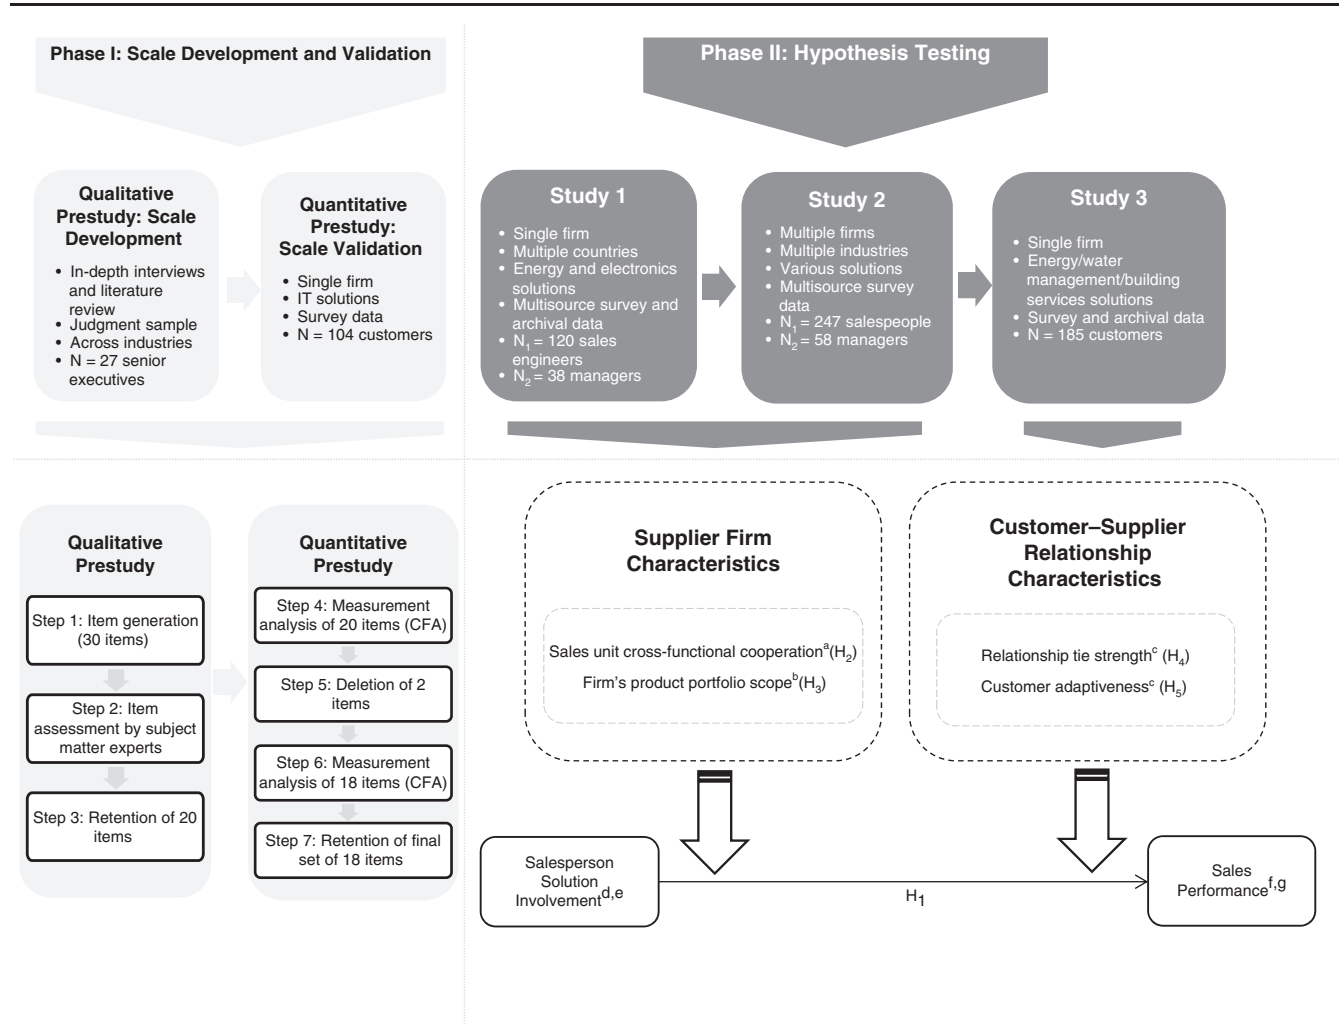 Phase I: Scale Development and Validation
Phase II: Hypothesis Testing
Qualitative
Prestudy: Scale
Development
• In-depth interviews
and literature
review
• Judgment sample
• Across industries
• N = 27 senior
executives
Quantitative
Prestudy:
Scale Validation
• Single firm
• IT solutions
• Survey data
• N = 104 customers
Study 1
• Single firm
• Multiple countries
• Energy and electronics
solutions
• Multisource survey and
archival data
• N₁ = 120 sales
engineers
• N₂ = 38 managers
Study 2
• Multiple firms
• Multiple industries
• Various solutions
• Multisource survey
data
• N₁ = 247 salespeople
• N₂ = 58 managers
Study 3
• Single firm
• Energy/water
management/building
services solutions
• Survey and archival data
• N = 185 customers
Qualitative
Prestudy
Step 1: Item generation
(30 items)
Step 2: Item
assessment by subject
matter experts
Step 3: Retention of 20
items
Quantitative
Prestudy
Step 4: Measurement
analysis of 20 items (CFA)
Step 5: Deletion of 2
items
Step 6: Measurement
analysis of 18 items (CFA)
Step 7: Retention of final
set of 18 items
Supplier Firm
Characteristics
Sales unit cross-functional cooperationᵃ(H₂)
Firm's product portfolio scopeᵇ(H₃)
Customer–Supplier
Relationship
Characteristics
Relationship tie strengthᶜ (H₄)
Customer adaptivenessᶜ (H₅)
Salesperson
Solution
Involvementᵈ,ᵉ
H₁
Sales
Performanceᶠ,ᵍ